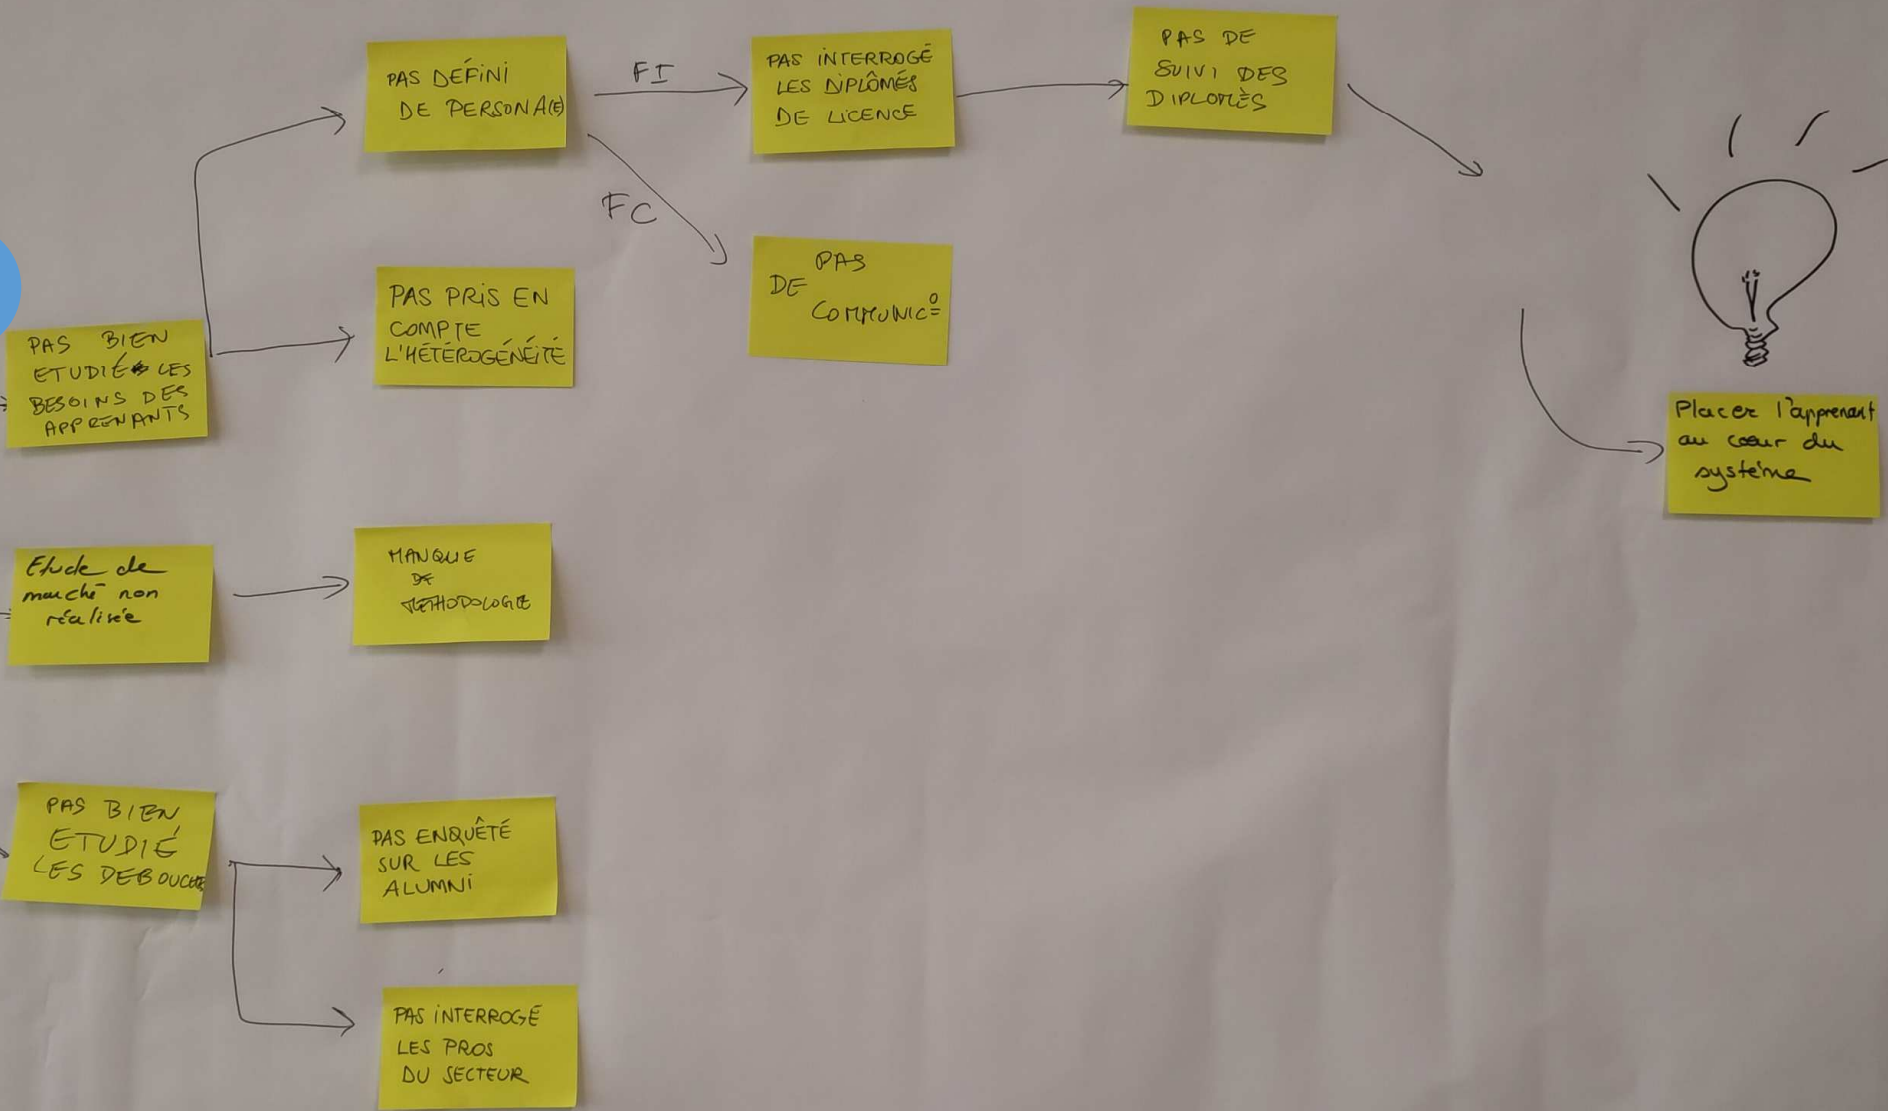 PAS DÉFINI
DE PERSONA(E)
FI
PAS INTERROGÉ
LES DIPLÔMÉS
DE LICENCE
PAS DE
SUIVI DES
DIPLOMÈS
FC
PAS
DE
COMMUNIC°=
PAS PRIS EN
COMPTE
L'HÉTÉROGÉNÉITÉ
PAS BIEN
ETUDIÉ LES
BESOINS DES
APPRENANTS
Placer l'apprenant
au cœur du
système
Etude de
marché non
réalisée
MANQUE
DE
METHODOLOGIE
PAS BIEN
ETUDIÉ
LES DEBOUCHÉS
PAS ENQUÊTÉ
SUR LES
ALUMNI
PAS INTERROGÉ
LES PROS
DU SECTEUR